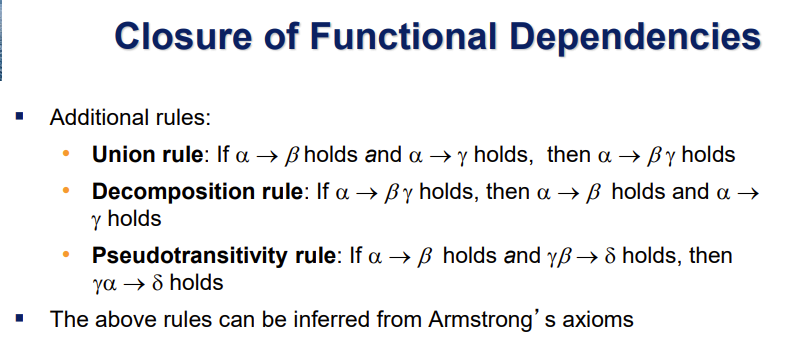 Closure of Functional Dependencies
▪ Additional rules:
• Union rule: If α → β holds and α → γ holds, then α → β γ holds
• Decomposition rule: If α → β γ holds, then α → β holds and α →
γ holds
• Pseudotransitivity rule: If α → β holds and γ β → δ holds, then
γα → δ holds
▪ The above rules can be inferred from Armstrong’s axioms